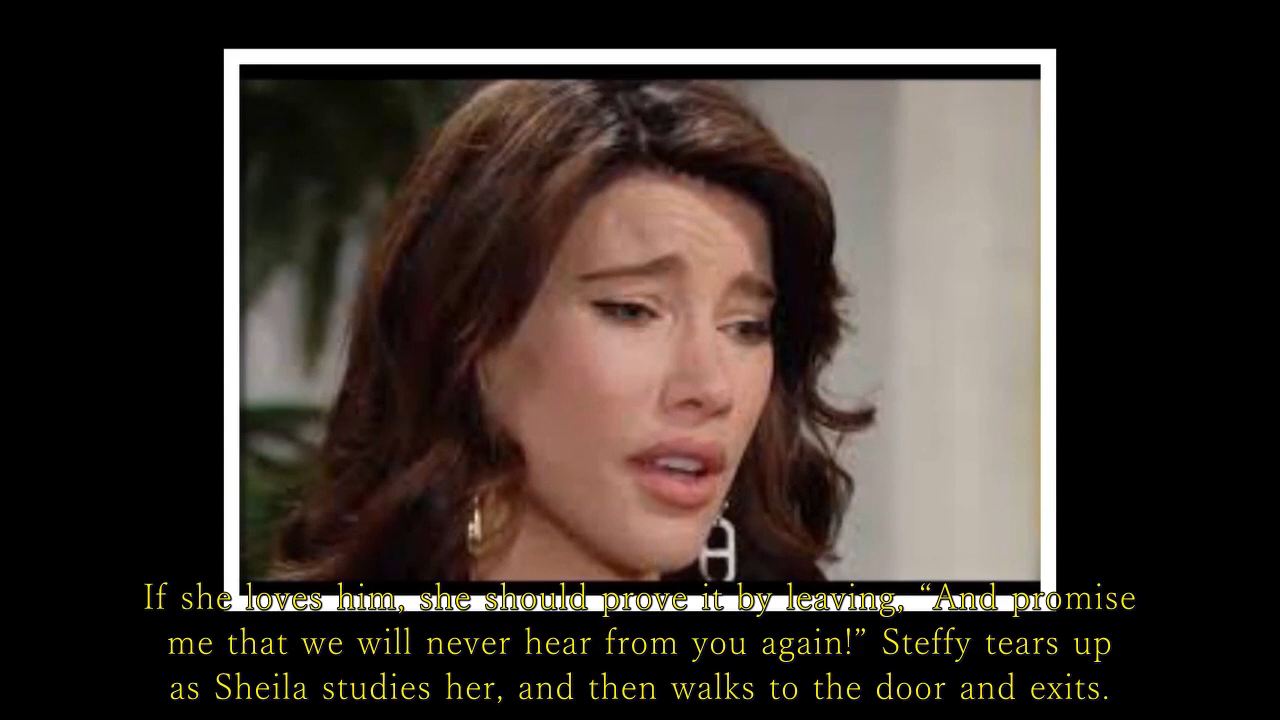 If she loves him, she should prove it by leaving, “And promise
me that we will never hear from you again!” Steffy tears up
as Sheila studies her, and then walks to the door and exits.